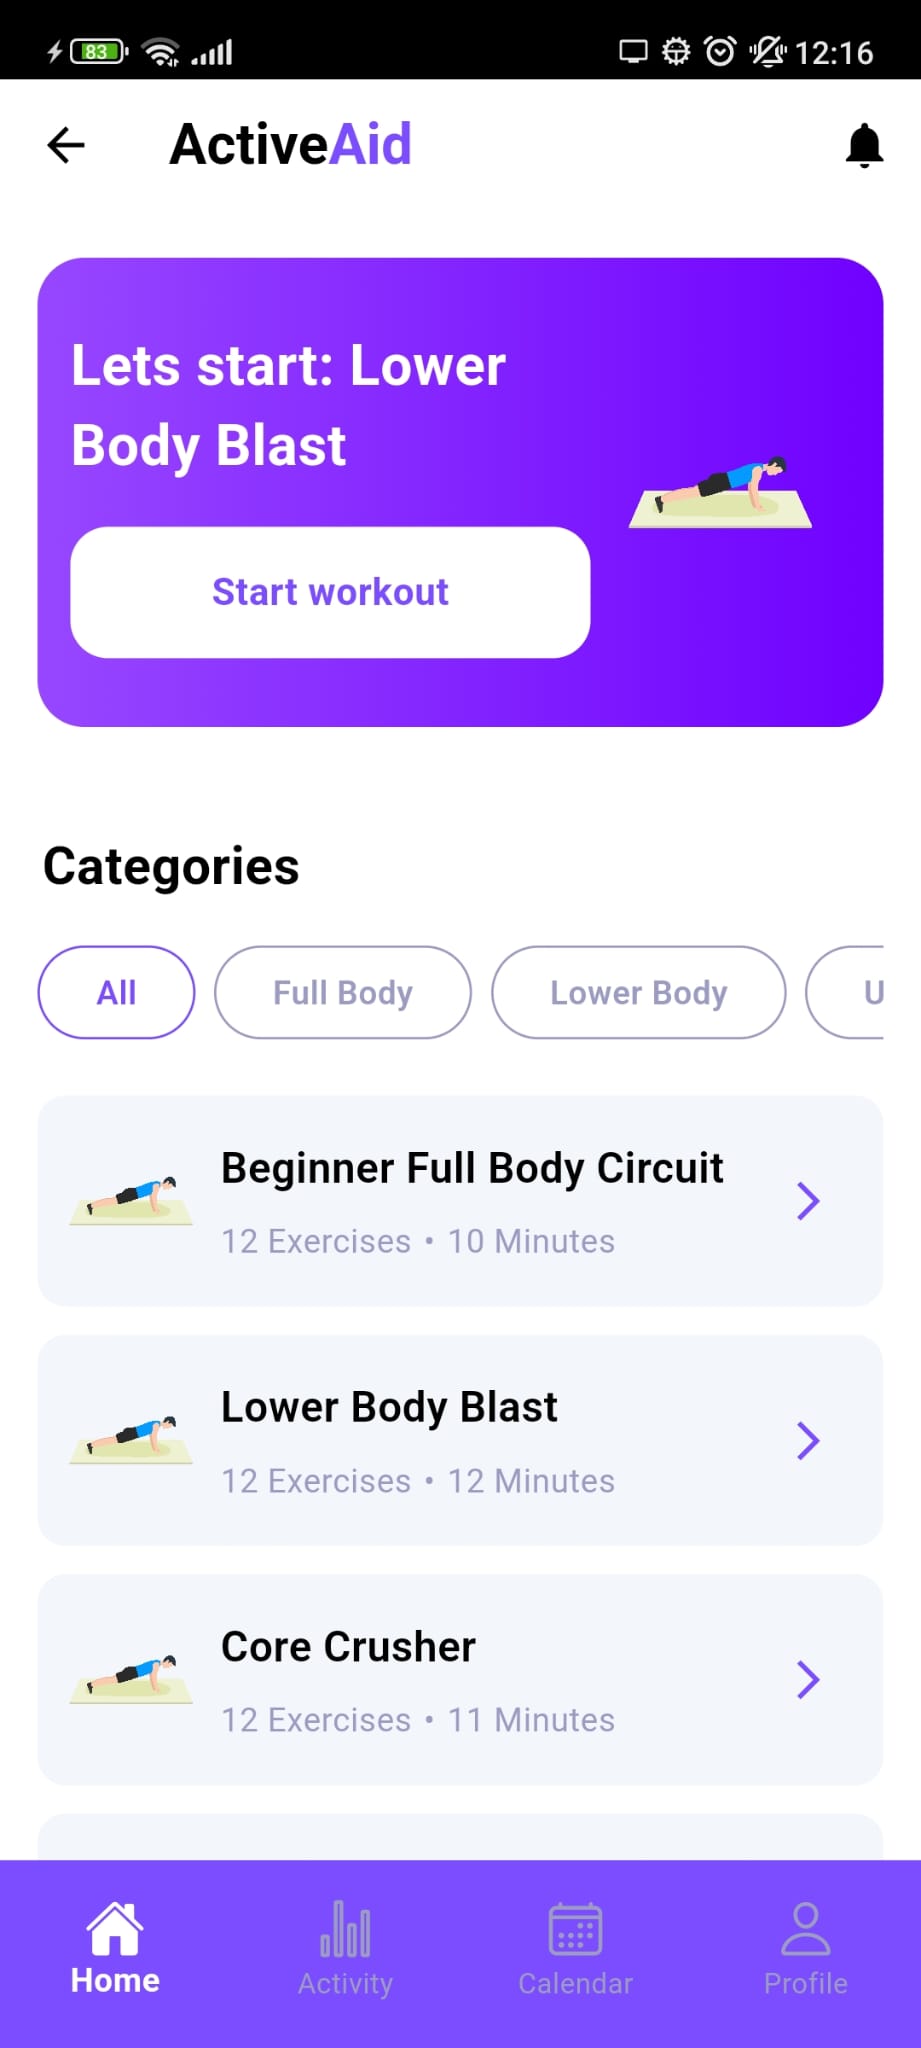 83
12:16
ActiveAid
Lets start: Lower
Body Blast
Start workout
Categories
All
Full Body
Lower Body
U
Beginner Full Body Circuit
12 Exercises • 10 Minutes
Lower Body Blast
12 Exercises • 12 Minutes
Core Crusher
12 Exercises • 11 Minutes
Home
Activity
Calendar
Profile